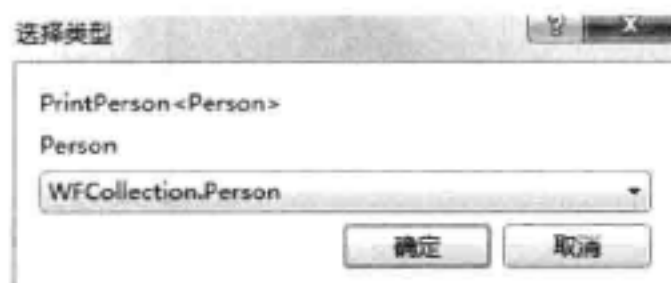 选择类型
PrintPerson<Person>
Person
WFCollection.Person
确定 取消